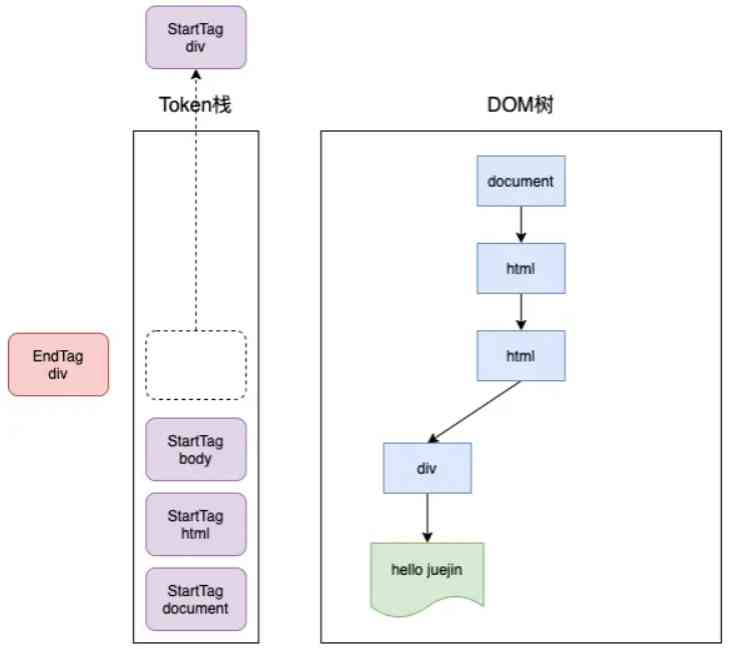 StartTag
div
Token栈
DOM树
document
html
html
EndTag
div
StartTag
body
div
StartTag
html
hello juejin
StartTag
document